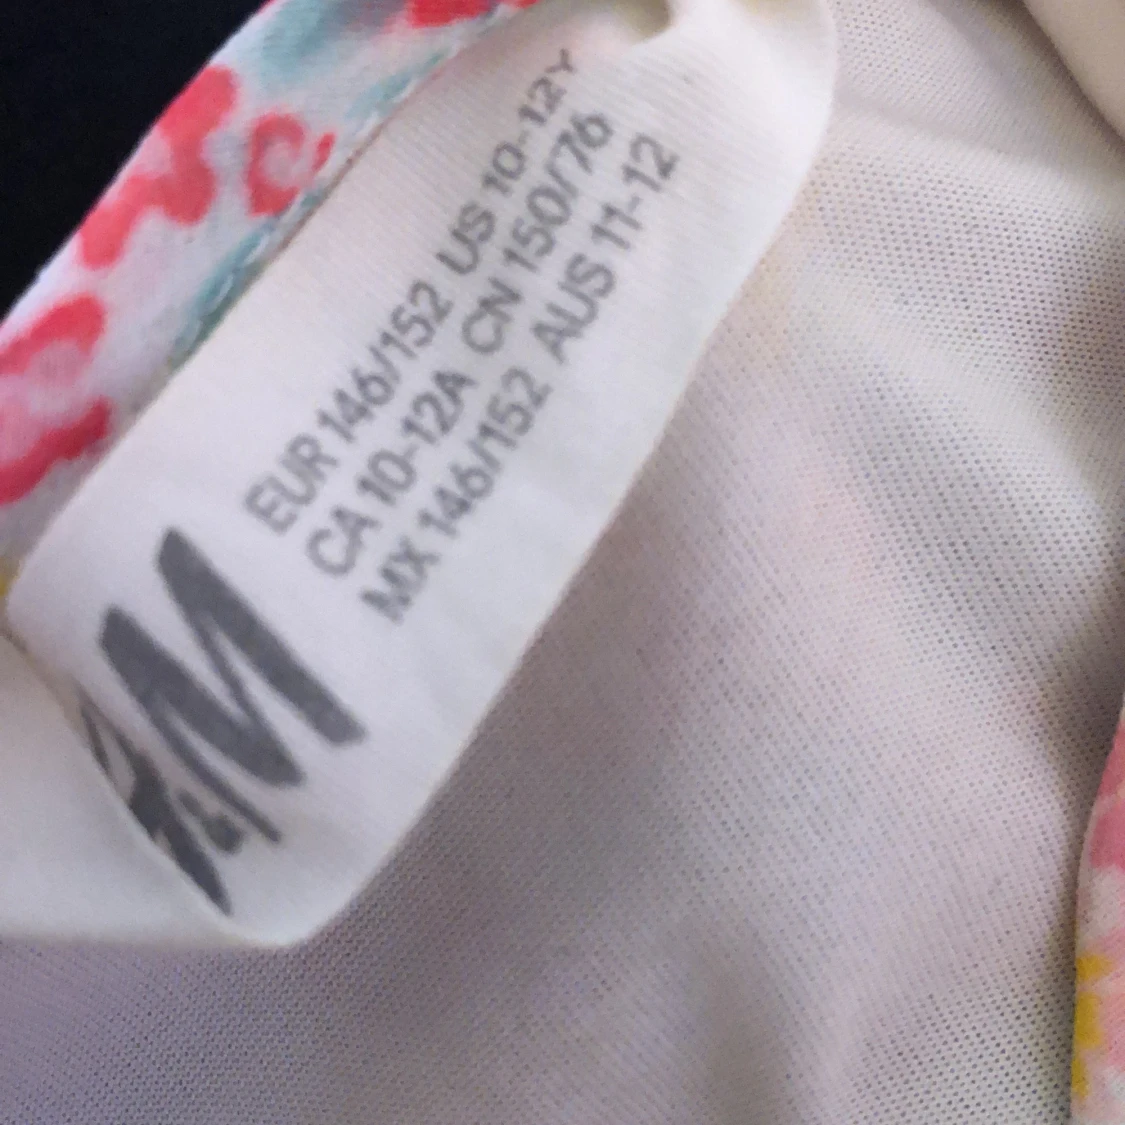 H&M
EUR 146/152 US 10-12Y
CA 10-12A CN 150/76
MX 146/152 AUS 11-12